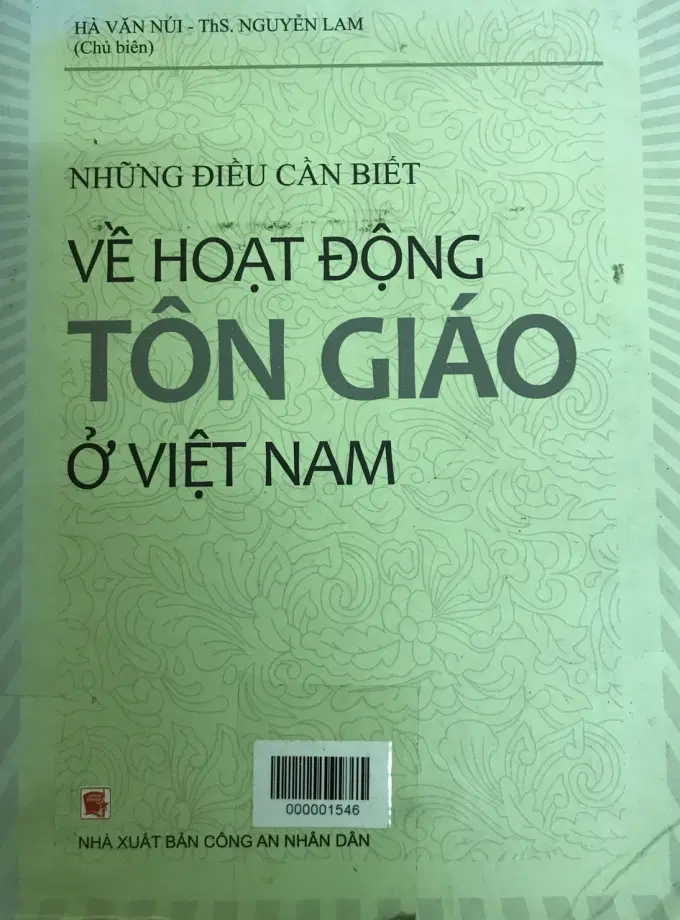 HÀ VĂN NÚI - ThS. NGUYỄN LAM
(Chủ biên)
NHỮNG ĐIỀU CẦN BIẾT
VỀ HOẠT ĐỘNG
TÔN GIÁO
Ở VIỆT NAM
000001546
NHÀ XUẤT BẢN CÔNG AN NHÂN DÂN